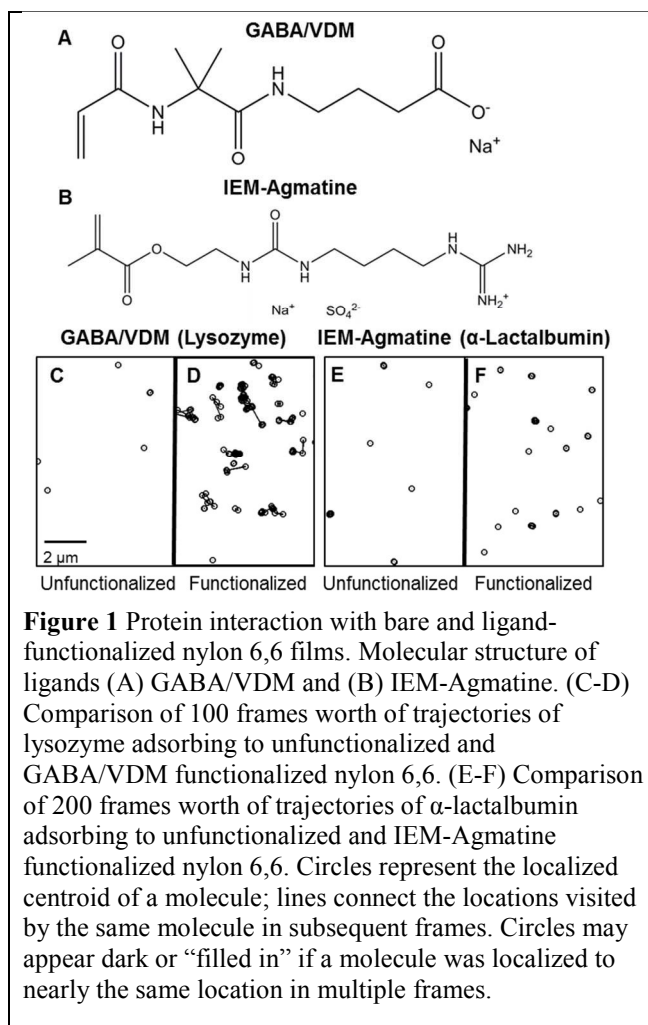 GABA/VDM
A
O
O
H
N
N
H
O
O-
Na+
IEM-Agmatine
B
O
O
O
N
H
N
H
H
N
NH2
NH2+
Na+ SO42-
GABA/VDM (Lysozyme) IEM-Agmatine (α-Lactalbumin)
C D E F
2 µm
Unfunctionalized Functionalized Unfunctionalized Functionalized
Figure 1 Protein interaction with bare and ligand-
functionalized nylon 6,6 films. Molecular structure of
ligands (A) GABA/VDM and (B) IEM-Agmatine. (C-D)
Comparison of 100 frames worth of trajectories of
lysozyme adsorbing to unfunctionalized and
GABA/VDM functionalized nylon 6,6. (E-F) Comparison
of 200 frames worth of trajectories of α-lactalbumin
adsorbing to unfunctionalized and IEM-Agmatine
functionalized nylon 6,6. Circles represent the localized
centroid of a molecule; lines connect the locations visited
by the same molecule in subsequent frames. Circles may
appear dark or “filled in” if a molecule was localized to
nearly the same location in multiple frames.